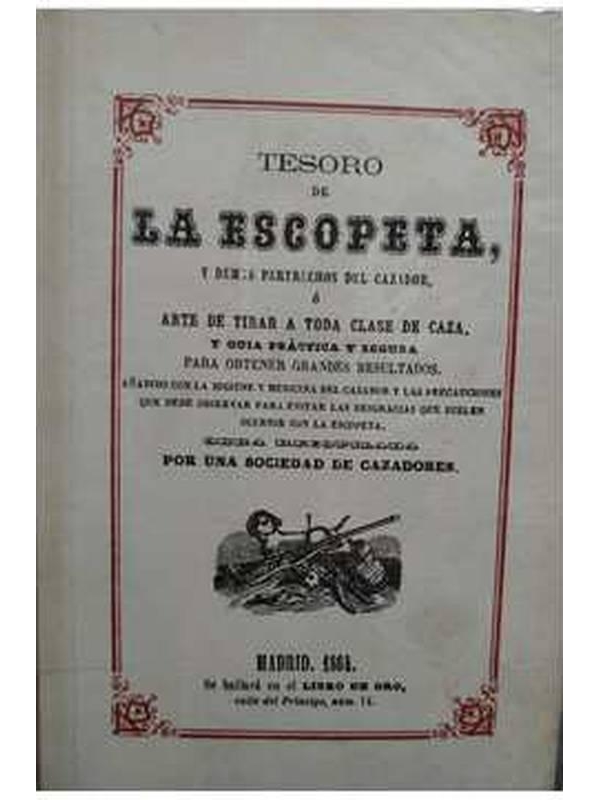 TESORO
DE
LA ESCOPETA,
Y DEMÁS PERTRECHOS DEL CAZADOR,
Ó
ARTE DE TIRAR A TODA CLASE DE CAZA,
Y GUIA PRÁCTICA Y SEGURA
PARA OBTENER GRANDES RESULTADOS.
AÑADIDO CON LA HIGIENE Y MEDICINA DEL CAZADOR Y LAS PRECAUCIONES
QUE DEBE OBSERVAR PARA EVITAR LAS DESGRACIAS QUE SUELEN
OCURRIR CON LA ESCOPETA.
OBRA
POR UNA SOCIEDAD DE CAZADORES.
MADRID, 1864.
Se hallará en el LIBRO DE ORO,
calle del Príncipe, núm. 14.